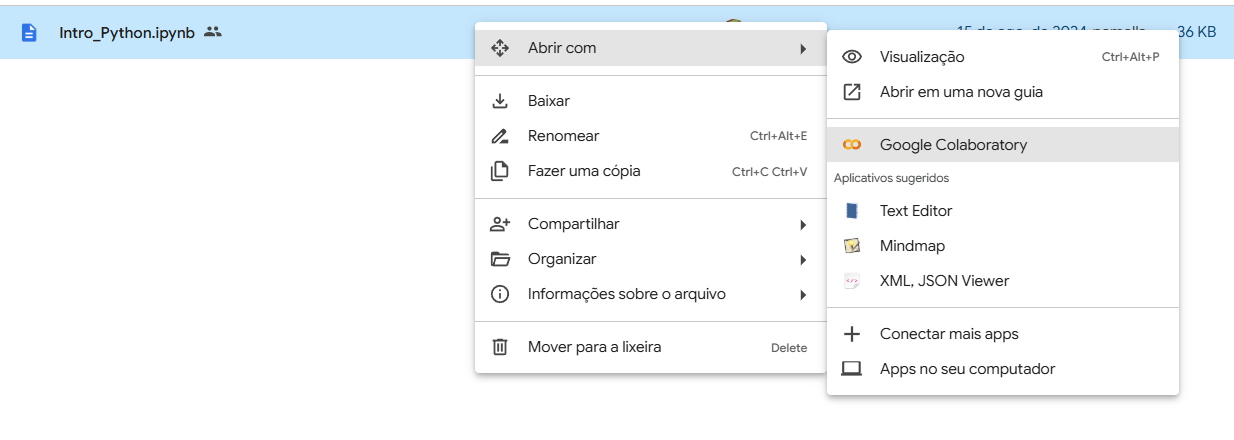 Intro_Python.ipynb
36 KB
Abrir com
Baixar
Renomear Ctrl+Alt+E
Fazer uma cópia Ctrl+C Ctrl+V
Compartilhar
Organizar
Informações sobre o arquivo
Mover para a lixeira Delete
Visualização Ctrl+Alt+P
Abrir em uma nova guia
Google Colaboratory
Aplicativos sugeridos
Text Editor
Mindmap
XML, JSON Viewer
Conectar mais apps
Apps no seu computador